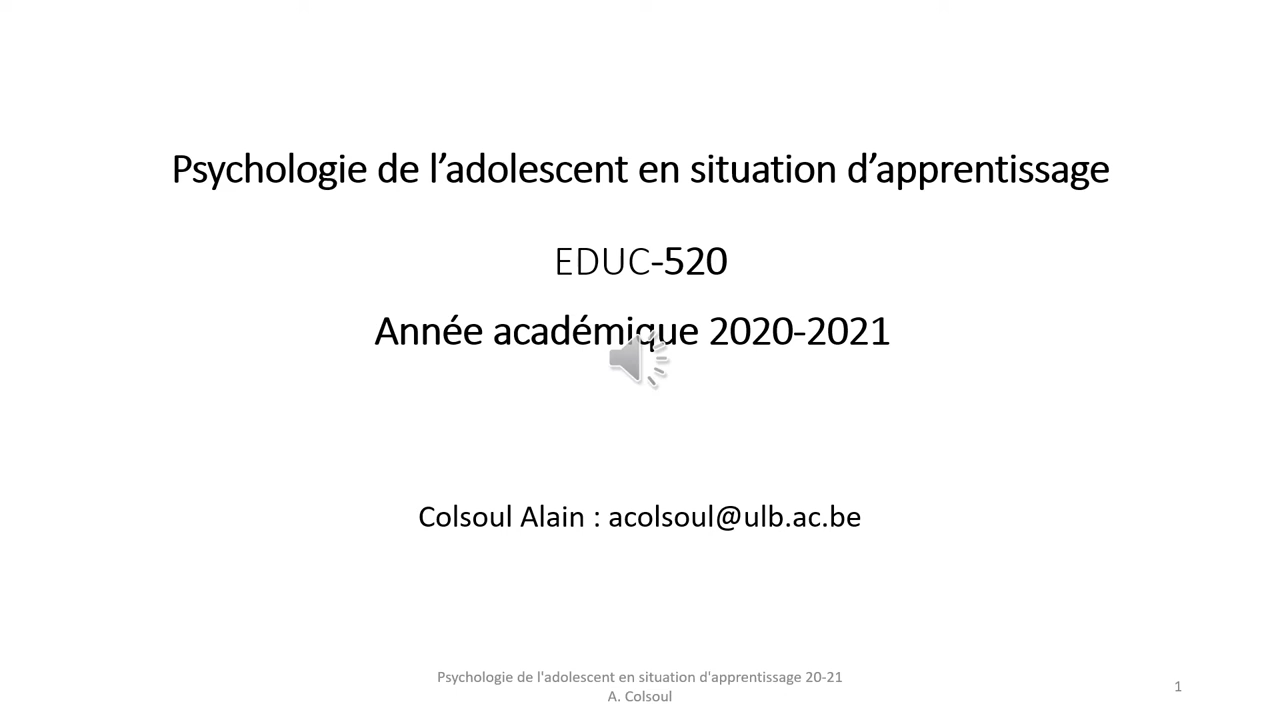 Psychologie de l’adolescent en situation d’apprentissage
EDUC-520
Année académique 2020-2021
Colsoul Alain : acolsoul@ulb.ac.be
Psychologie de l'adolescent en situation d'apprentissage 20-21
A. Colsoul
1